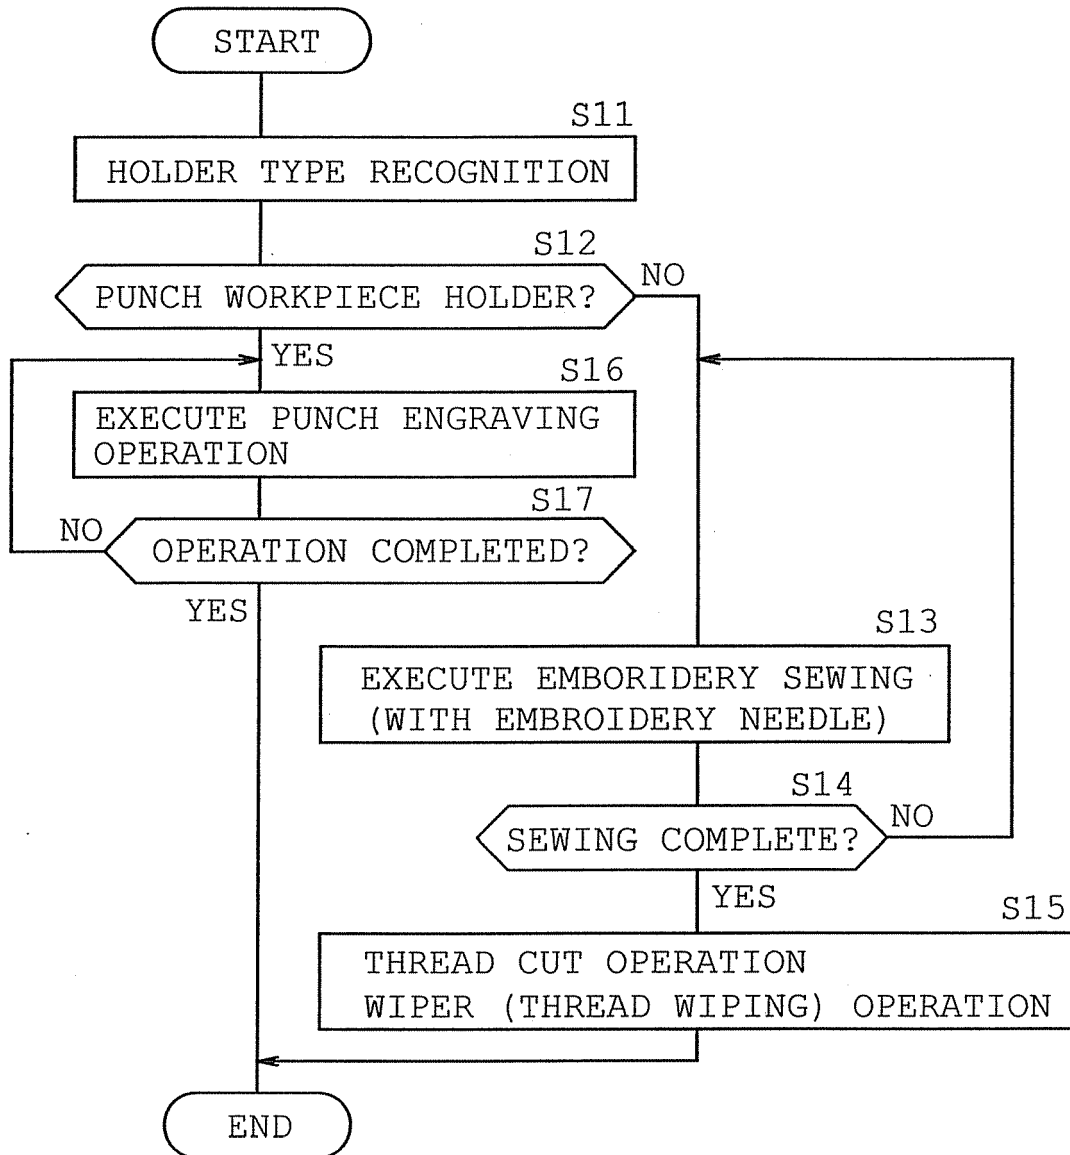 START
S11
HOLDER TYPE RECOGNITION
S12
PUNCH WORKPIECE HOLDER?
NO
YES
S16
EXECUTE PUNCH ENGRAVING
OPERATION
S17
NO
OPERATION COMPLETED?
YES
S13
EXECUTE EMBORIDERY SEWING
(WITH EMBROIDERY NEEDLE)
S14
SEWING COMPLETE?
NO
YES
S15
THREAD CUT OPERATION
WIPER (THREAD WIPING) OPERATION
END